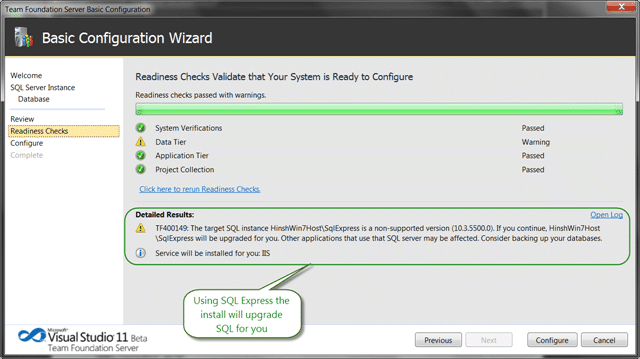 Team Foundation Server Basic Configuration
Basic Configuration Wizard
Welcome
SQL Server Instance
Database
Review
Readiness Checks
Configure
Complete
Readiness Checks Validate that Your System is Ready to Configure
Readiness checks passed with warnings.
System Verifications Passed
Data Tier Warning
Application Tier Passed
Project Collection Passed
Click here to rerun Readiness Checks.
Detailed Results: Open Log
TF400149: The target SQL instance HinshWin7Host\SqlExpress is a non-supported version (10.3.5500.0). If you continue, HinshWin7Host
\SqlExpress will be upgraded for you. Other applications that use that SQL server may be affected. Consider backing up your databases.
Service will be installed for you: IIS
Using SQL Express the
install will upgrade
SQL for you
Microsoft
Visual Studio 11 Beta
Team Foundation Server
Previous Next Configure Cancel